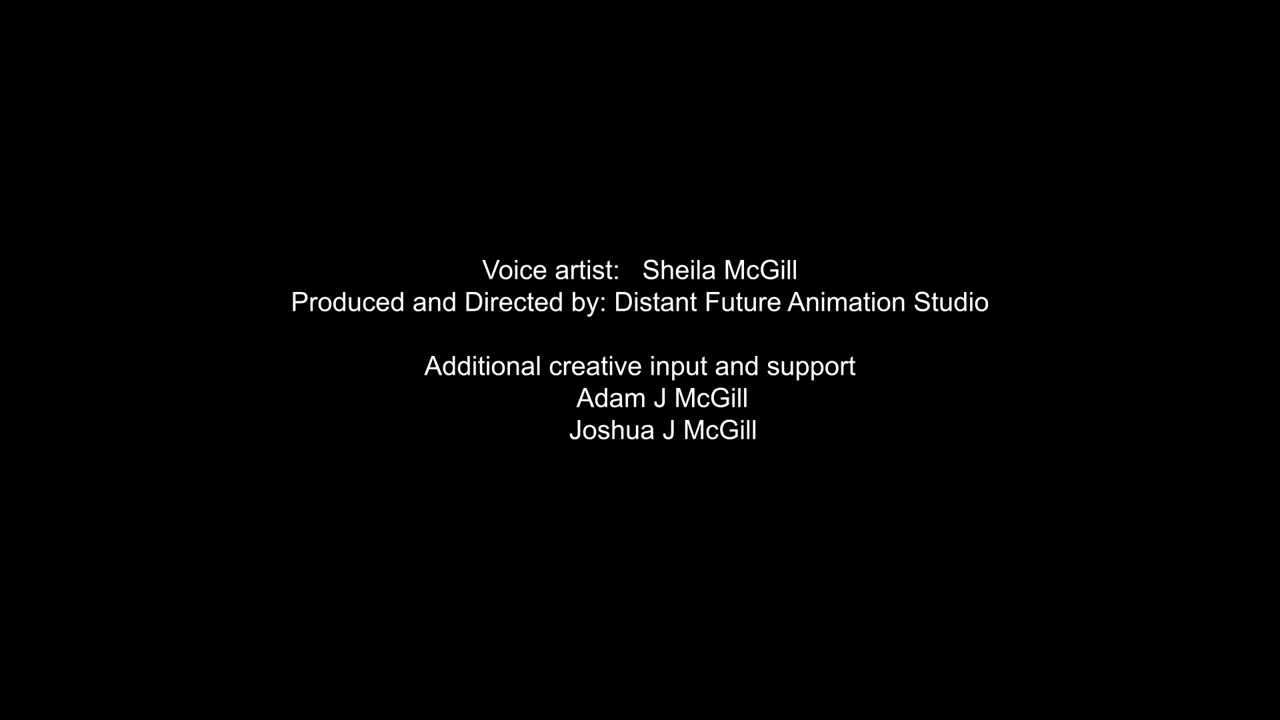 Voice artist: Sheila McGill
Produced and Directed by: Distant Future Animation Studio
Additional creative input and support
Adam J McGill
Joshua J McGill